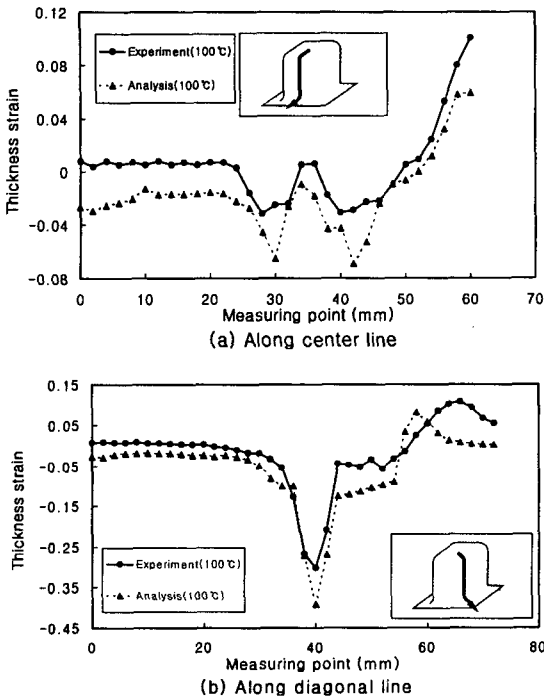 0.12
Experiment(100℃)
Analysis(100℃)
0.08
0.04
0
-0.04
-0.08
Thickness strain
0 10 20 30 40 50 60 70
Measuring point (mm)
(a) Along center line
0.15
0.05
-0.05
-0.15
-0.25
-0.35
-0.45
Thickness strain
Experiment(100℃)
Analysis(100℃)
0 20 40 60 80
Measuring point (mm)
(b) Along diagonal line